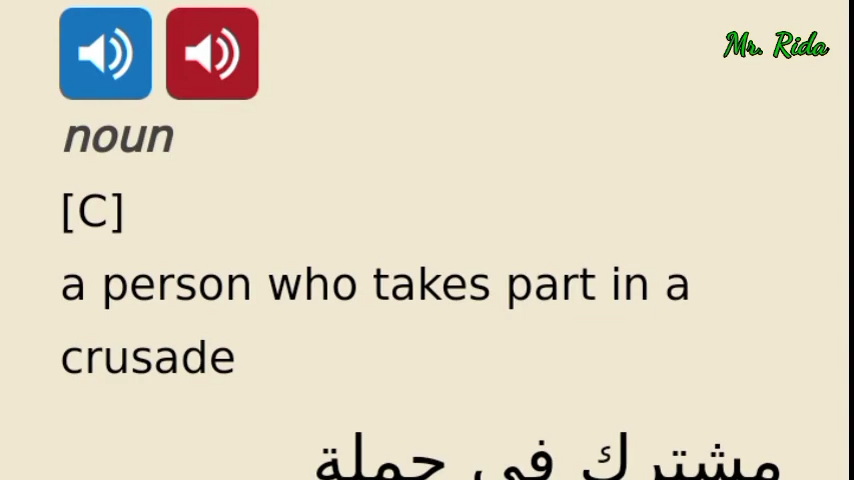 Mr. Rida
noun
[C]
a person who takes part in a
crusade
مشترك في حملة